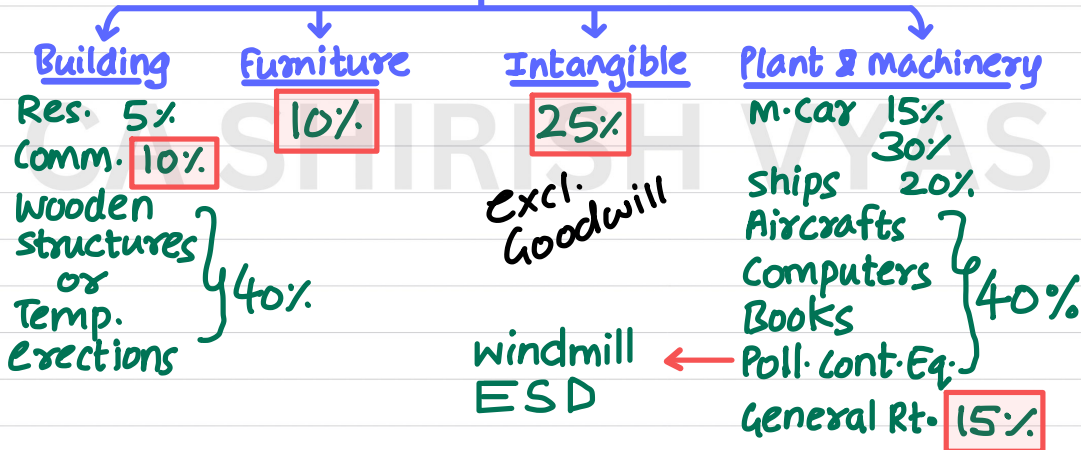 Building
Res. 5%
Comm. 10%
Wooden
structures
or
Temp.
erections
40%
Furniture
10%
Intangible
25%
excl.
Goodwill
Plant & machinery
M.Car 15%
30%
Ships 20%
Aircrafts
Computers
Books
Poll. Cont. Eq.
40%
windmill
ESD
General Rt. 15%
CA SHIRISH VYAS